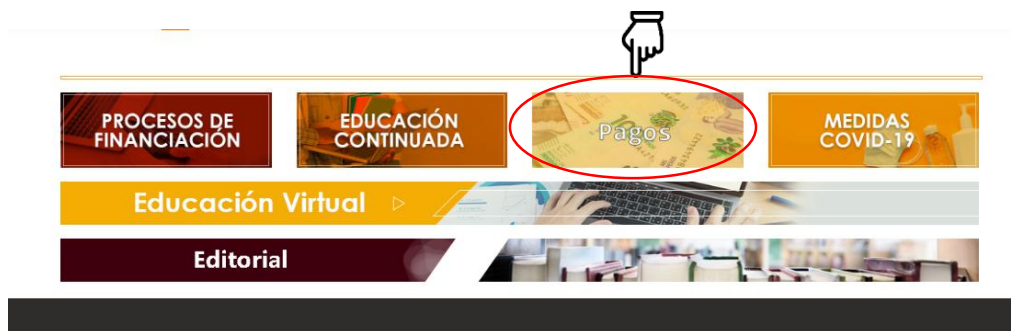 PROCESOS DE
FINANCIACIÓN
EDUCACIÓN
CONTINUADA
Pagos
MEDIDAS
COVID-19
Educación Virtual
Editorial